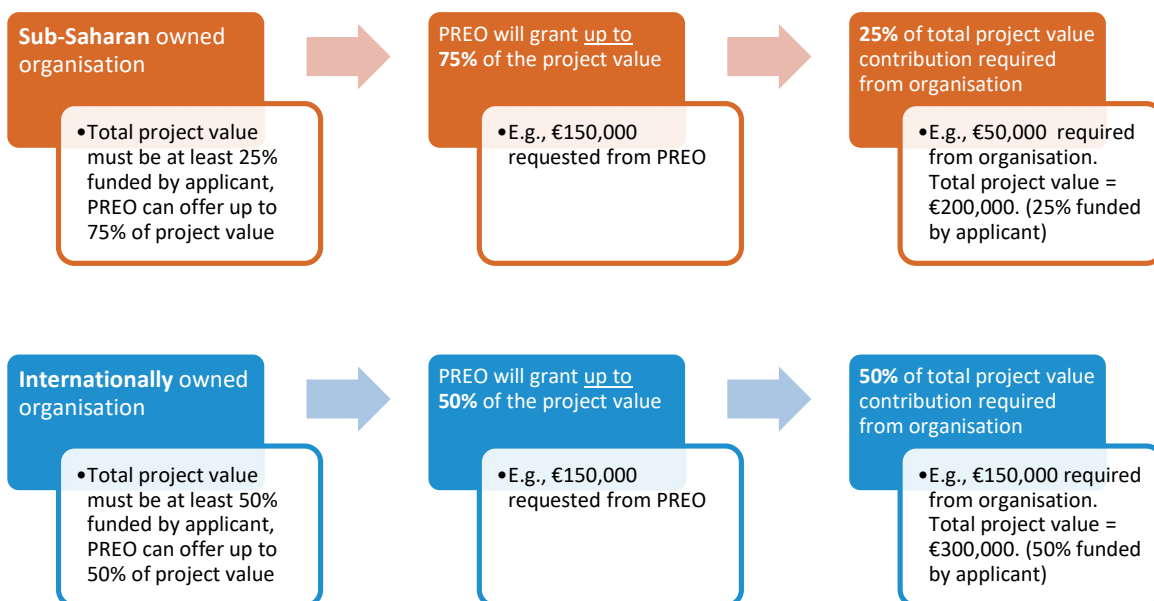 Sub-Saharan owned
organisation
•Total project value
must be at least 25%
funded by applicant,
PREO can offer up to
75% of project value
PREO will grant up to
75% of the project value
•E.g., €150,000
requested from PREO
25% of total project value
contribution required
from organisation
•E.g., €50,000 required
from organisation.
Total project value =
€200,000. (25% funded
by applicant)
Internationally owned
organisation
•Total project value
must be at least 50%
funded by applicant,
PREO can offer up to
50% of project value
PREO will grant up to
50% of the project value
•E.g., €150,000
requested from PREO
50% of total project value
contribution required
from organisation
•E.g., €150,000 required
from organisation.
Total project value =
€300,000. (50% funded
by applicant)